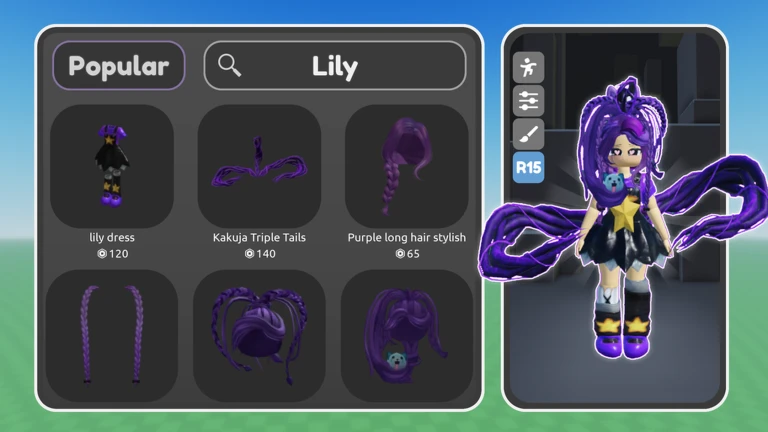 Popular
Lily
R15
lily dress
120
Kakuja Triple Tails
140
Purple long hair stylish
65